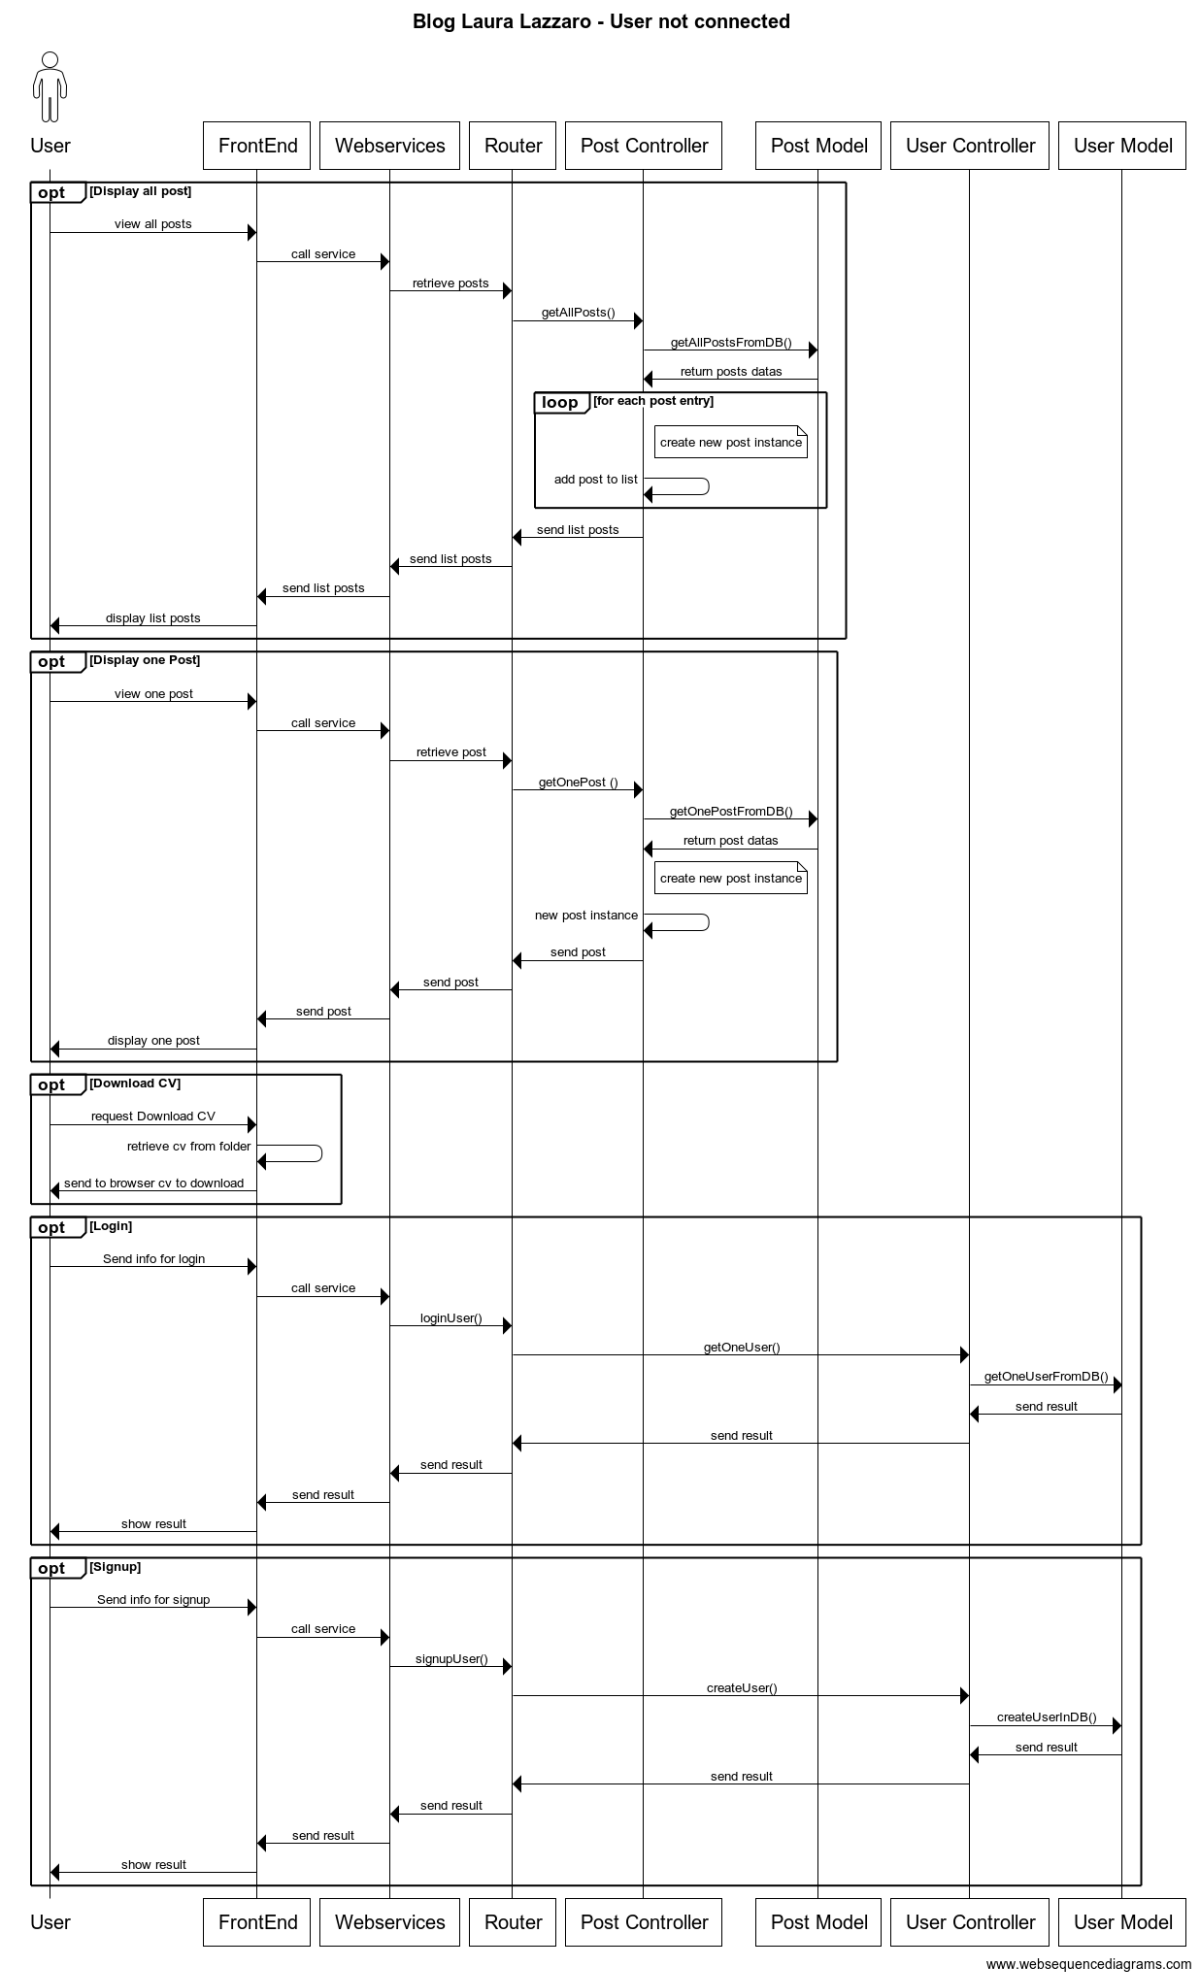 Blog Laura Lazzaro - User not connected
User
FrontEnd
Webservices
Router
Post Controller
Post Model
User Controller
User Model
opt [Display all post]
view all posts
call service
retrieve posts
getAllPosts()
getAllPostsFromDB()
return posts datas
loop [for each post entry]
create new post instance
add post to list
send list posts
send list posts
send list posts
display list posts
opt [Display one Post]
view one post
call service
retrieve post
getOnePost ()
getOnePostFromDB()
return post datas
create new post instance
new post instance
send post
send post
send post
display one post
opt [Download CV]
request Download CV
retrieve cv from folder
send to browser cv to download
opt [Login]
Send info for login
call service
loginUser()
getOneUser()
getOneUserFromDB()
send result
send result
send result
send result
show result
opt [Signup]
Send info for signup
call service
signupUser()
createUser()
createUserInDB()
send result
send result
send result
send result
show result
User
FrontEnd
Webservices
Router
Post Controller
Post Model
User Controller
User Model
www.websequencediagrams.com